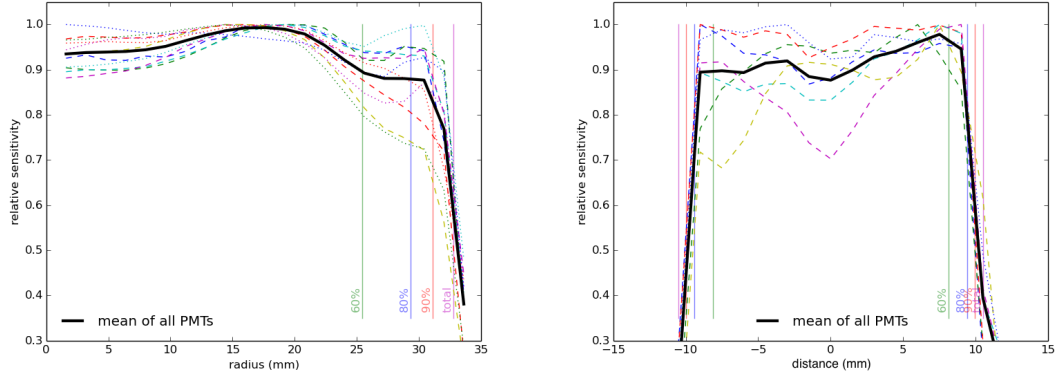 1.0
0.9
0.8
0.7
0.6
0.5
0.4
0.3
relative sensitivity
60%
80%
90%
total
mean of all PMTs
0 5 10 15 20 25 30 35
radius (mm)
1.0
0.9
0.8
0.7
0.6
0.5
0.4
0.3
relative sensitivity
60%
80%
90%
total
mean of all PMTs
−15 −10 −5 0 5 10 15
distance (mm)